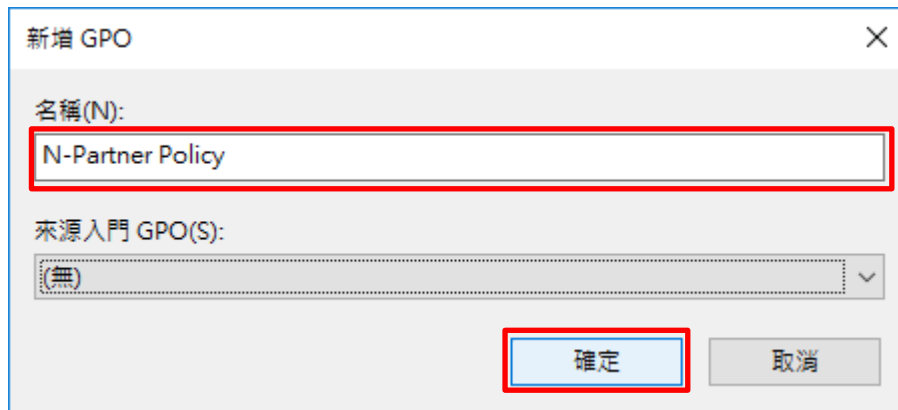 新增 GPO
名稱(N):
N-Partner Policy
來源入門 GPO(S):
(無)
確定
取消